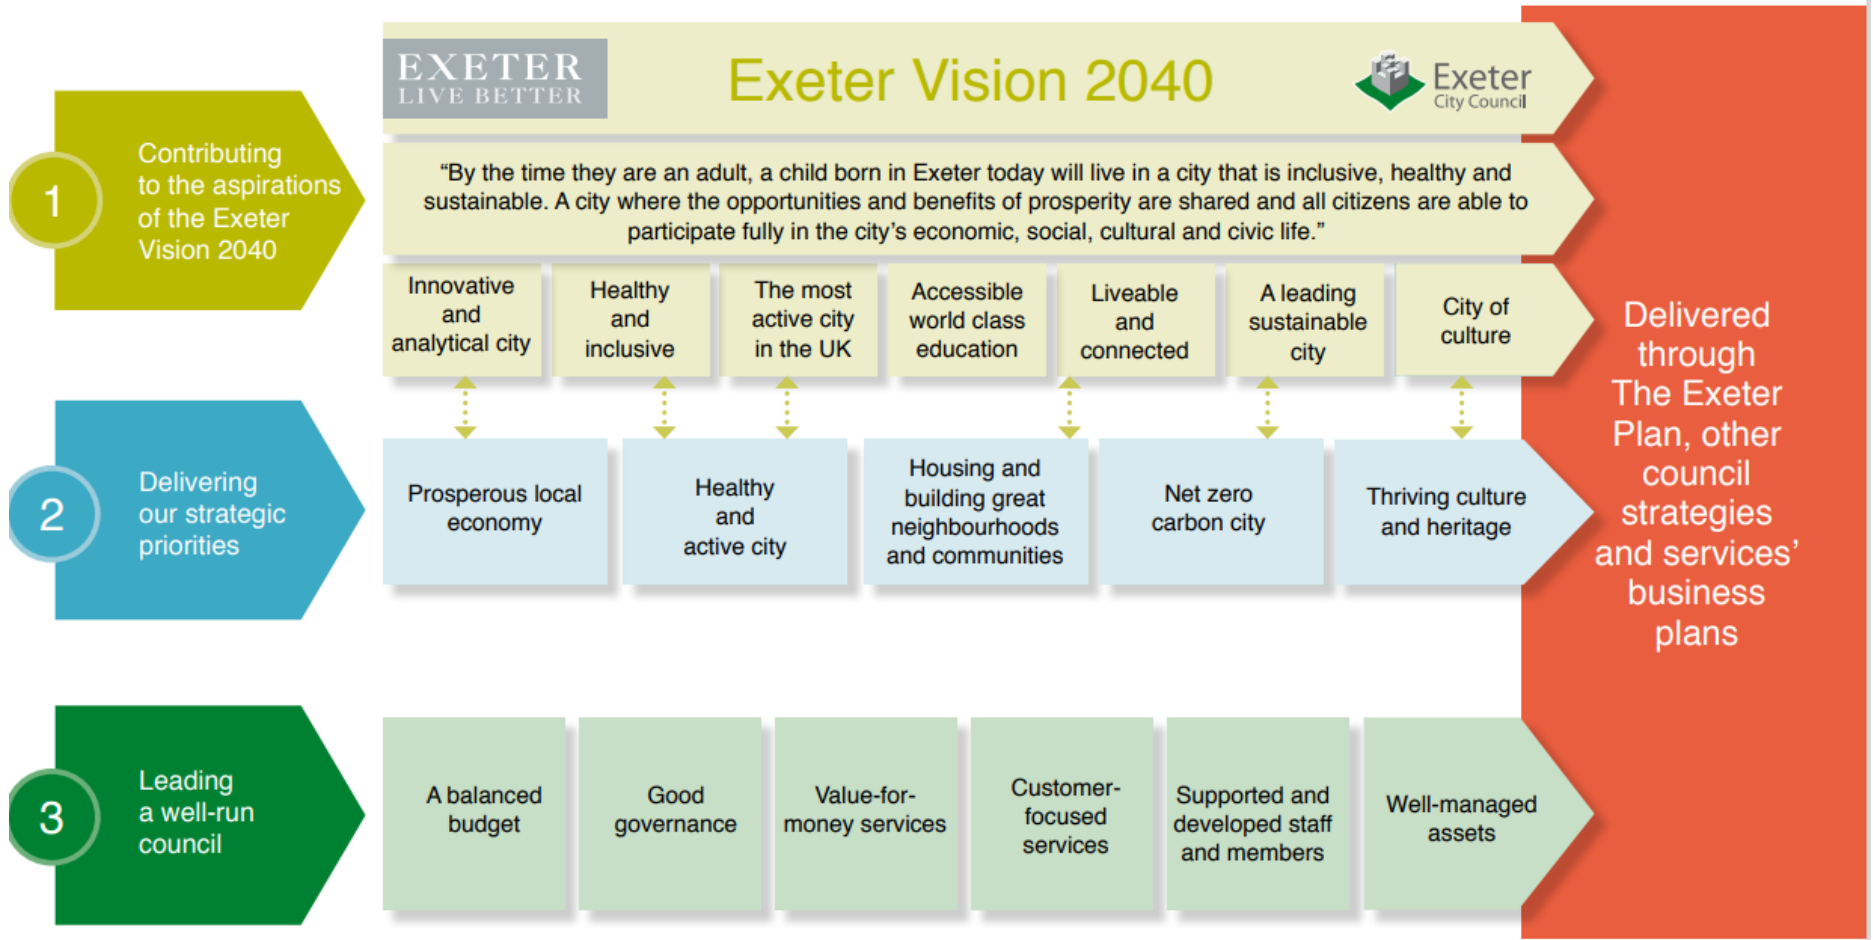 EXETER
LIVE BETTER
Exeter Vision 2040
Exeter
City Council
1
Contributing
to the aspirations
of the Exeter
Vision 2040
“By the time they are an adult, a child born in Exeter today will live in a city that is inclusive, healthy and
sustainable. A city where the opportunities and benefits of prosperity are shared and all citizens are able to
participate fully in the city’s economic, social, cultural and civic life.”
Innovative
and
analytical city
Healthy
and
inclusive
The most
active city
in the UK
Accessible
world class
education
Liveable
and
connected
A leading
sustainable
city
City of
culture
2
Delivering
our strategic
priorities
Prosperous local
economy
Healthy
and
active city
Housing and
building great
neighbourhoods
and communities
Net zero
carbon city
Thriving culture
and heritage
3
Leading
a well-run
council
A balanced
budget
Good
governance
Value-for-
money services
Customer-
focused
services
Supported and
developed staff
and members
Well-managed
assets
Delivered
through
The Exeter
Plan, other
council
strategies
and services’
business
plans